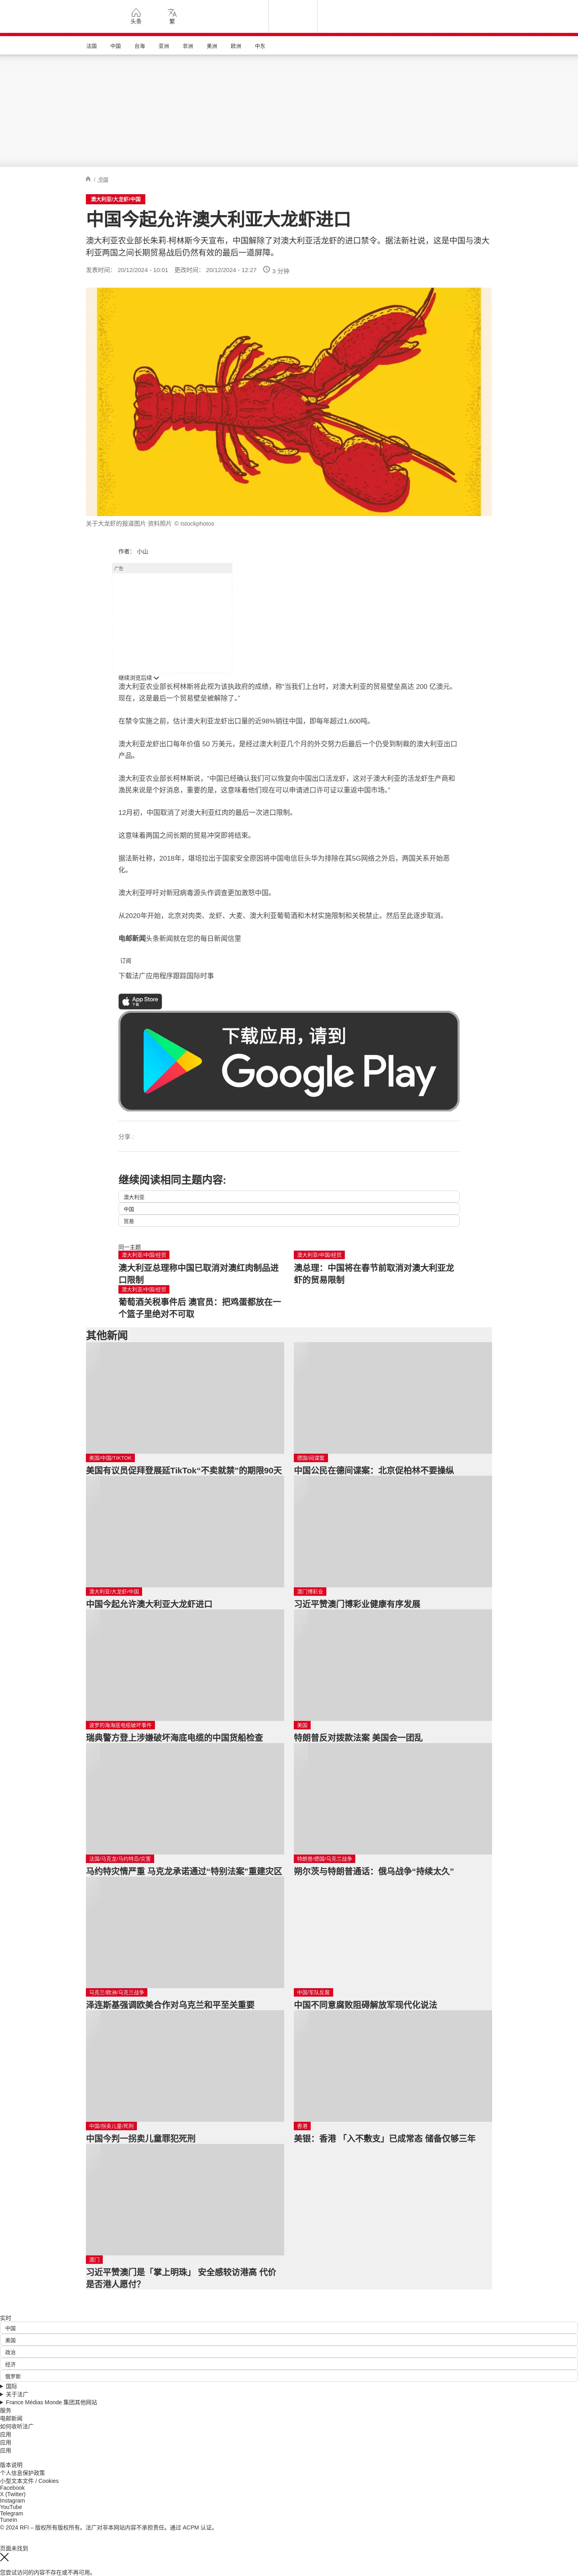 头条
繁
法国
中国
台海
亚洲
非洲
美洲
欧洲
中东
/ 中国
澳大利亚/大龙虾/中国
中国今起允许澳大利亚大龙虾进口
澳大利亚农业部长朱莉·柯林斯今天宣布，中国解除了对澳大利亚活龙虾的进口禁令。据法新社说，这是中国与澳大
利亚两国之间长期贸易战后仍然有效的最后一道屏障。
发表时间： 20/12/2024 - 10:01 更改时间： 20/12/2024 - 12:27 3 分钟
关于大龙虾的报道图片 资料照片 © Istockphotos
作者： 小山
广告
继续浏览后续
澳大利亚农业部长柯林斯将此视为该执政府的成绩，称“当我们上台时，对澳大利亚的贸易壁垒高达 200 亿澳元。
现在，这是最后一个贸易壁垒被解除了。”
在禁令实施之前，估计澳大利亚龙虾出口量的近98%销往中国，即每年超过1,600吨。
澳大利亚龙虾出口每年价值 50 万美元，是经过澳大利亚几个月的外交努力后最后一个仍受到制裁的澳大利亚出口
产品。
澳大利亚农业部长柯林斯说，“中国已经确认我们可以恢复向中国出口活龙虾，这对于澳大利亚的活龙虾生产商和
渔民来说是个好消息，重要的是，这意味着他们现在可以申请进口许可证以重返中国市场。”
12月初，中国取消了对澳大利亚红肉的最后一次进口限制。
这意味着两国之间长期的贸易冲突即将结束。
据法新社称，2018年，堪培拉出于国家安全原因将中国电信巨头华为排除在其5G网络之外后，两国关系开始恶
化。
澳大利亚呼吁对新冠病毒源头作调查更加激怒中国。
从2020年开始，北京对肉类、龙虾、大麦、澳大利亚葡萄酒和木材实施限制和关税禁止。然后至此逐步取消。
电邮新闻头条新闻就在您的每日新闻信里
订阅
下载法广应用程序跟踪国际时事
App Store
下载
下载应用，请到
Google Play
分享 :
继续阅读相同主题内容:
澳大利亚
中国
贸易
同一主题
澳大利亚/中国/经贸
澳大利亚总理称中国已取消对澳红肉制品进
口限制
澳大利亚/中国/经贸
澳总理：中国将在春节前取消对澳大利亚龙
虾的贸易限制
澳大利亚/中国/经贸
葡萄酒关税事件后 澳官员：把鸡蛋都放在一
个篮子里绝对不可取
其他新闻
美国/中国/TIKTOK
美国有议员促拜登展延TikTok“不卖就禁”的期限90天
德国/间谍案
中国公民在德间谍案：北京促柏林不要操纵
澳大利亚/大龙虾/中国
中国今起允许澳大利亚大龙虾进口
澳门博彩业
习近平赞澳门博彩业健康有序发展
波罗的海海底电缆破坏事件
瑞典警方登上涉嫌破坏海底电缆的中国货船检查
美国
特朗普反对拨款法案 美国会一团乱
法国/马克龙/马约特岛/灾害
马约特灾情严重 马克龙承诺通过“特别法案”重建灾区
特朗普/德国/乌克兰战争
朔尔茨与特朗普通话：俄乌战争“持续太久”
乌克兰/欧洲/乌克兰战争
泽连斯基强调欧美合作对乌克兰和平至关重要
中国/军队反腐
中国不同意腐败阻碍解放军现代化说法
中国/拐卖儿童/死刑
中国今判一拐卖儿童罪犯死刑
香港
美银：香港 「入不敷支」已成常态 储备仅够三年
澳门
习近平赞澳门是「掌上明珠」 安全感较访港高 代价
是否港人愿付?
实时
中国
美国
政治
经济
俄罗斯
国际
关于法广
France Médias Monde 集团其他网站
服务
电邮新闻
如何收听法广
应用
应用
应用
版本说明
个人信息保护政策
小型文本文件 / Cookies
Facebook
X (Twitter)
Instagram
YouTube
Telegram
TuneIn
© 2024 RFI – 版权所有版权所有。法广对非本网站内容不承担责任。通过 ACPM 认证。
页面未找到
您尝试访问的内容不存在或不再可用。